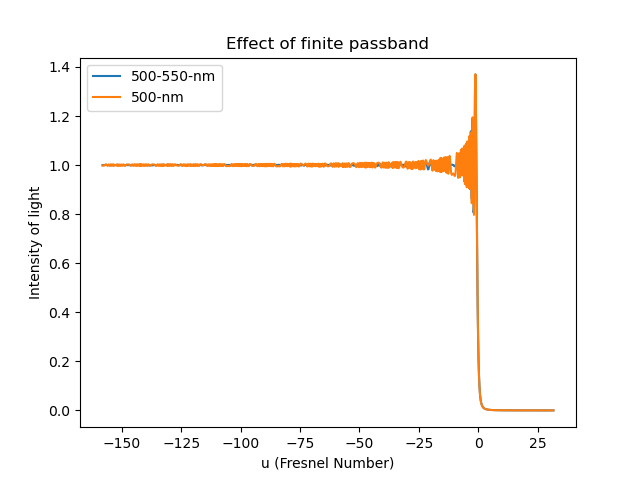 Effect of finite passband
500-550-nm
500-nm
Intensity of light
1.4
1.2
1.0
0.8
0.6
0.4
0.2
0.0
−150 −125 −100 −75 −50 −25 0 25
u (Fresnel Number)